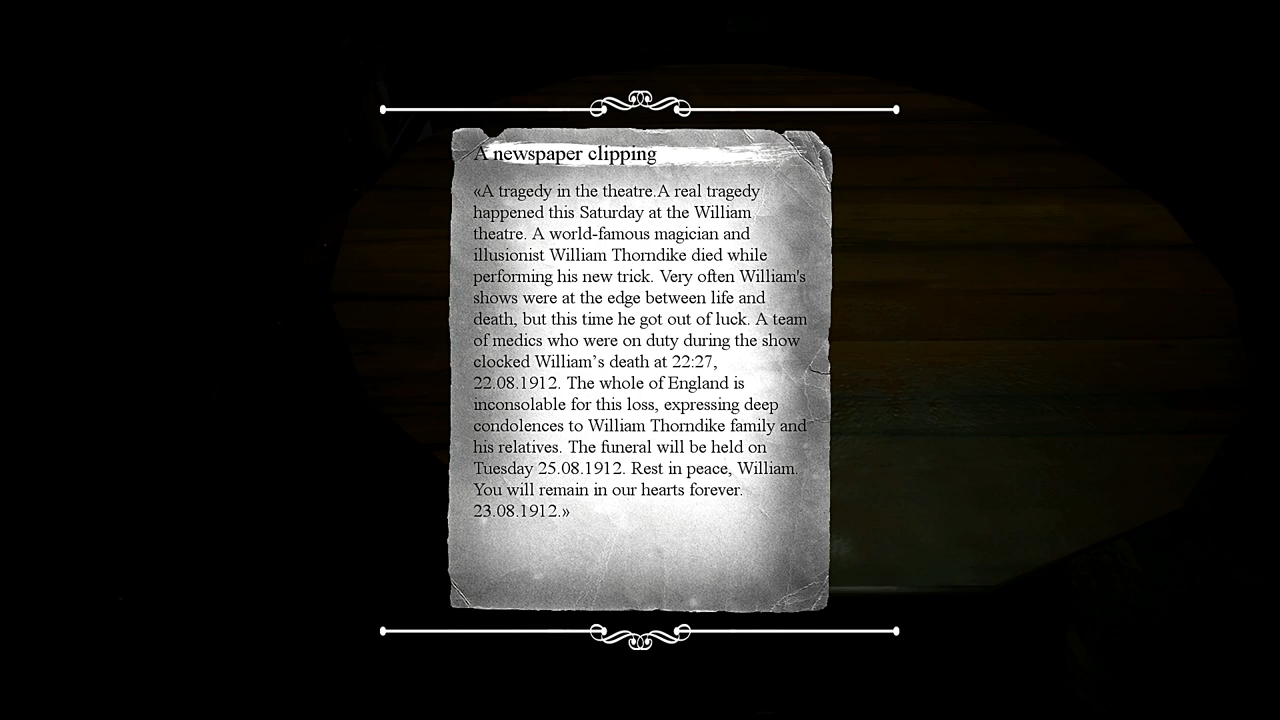 A newspaper clipping
«A tragedy in the theatre.A real tragedy
happened this Saturday at the William
theatre. A world-famous magician and
illusionist William Thorndike died while
performing his new trick. Very often William's
shows were at the edge between life and
death, but this time he got out of luck. A team
of medics who were on duty during the show
clocked William’s death at 22:27,
22.08.1912. The whole of England is
inconsolable for this loss, expressing deep
condolences to William Thorndike family and
his relatives. The funeral will be held on
Tuesday 25.08.1912. Rest in peace, William.
You will remain in our hearts forever.
23.08.1912.»